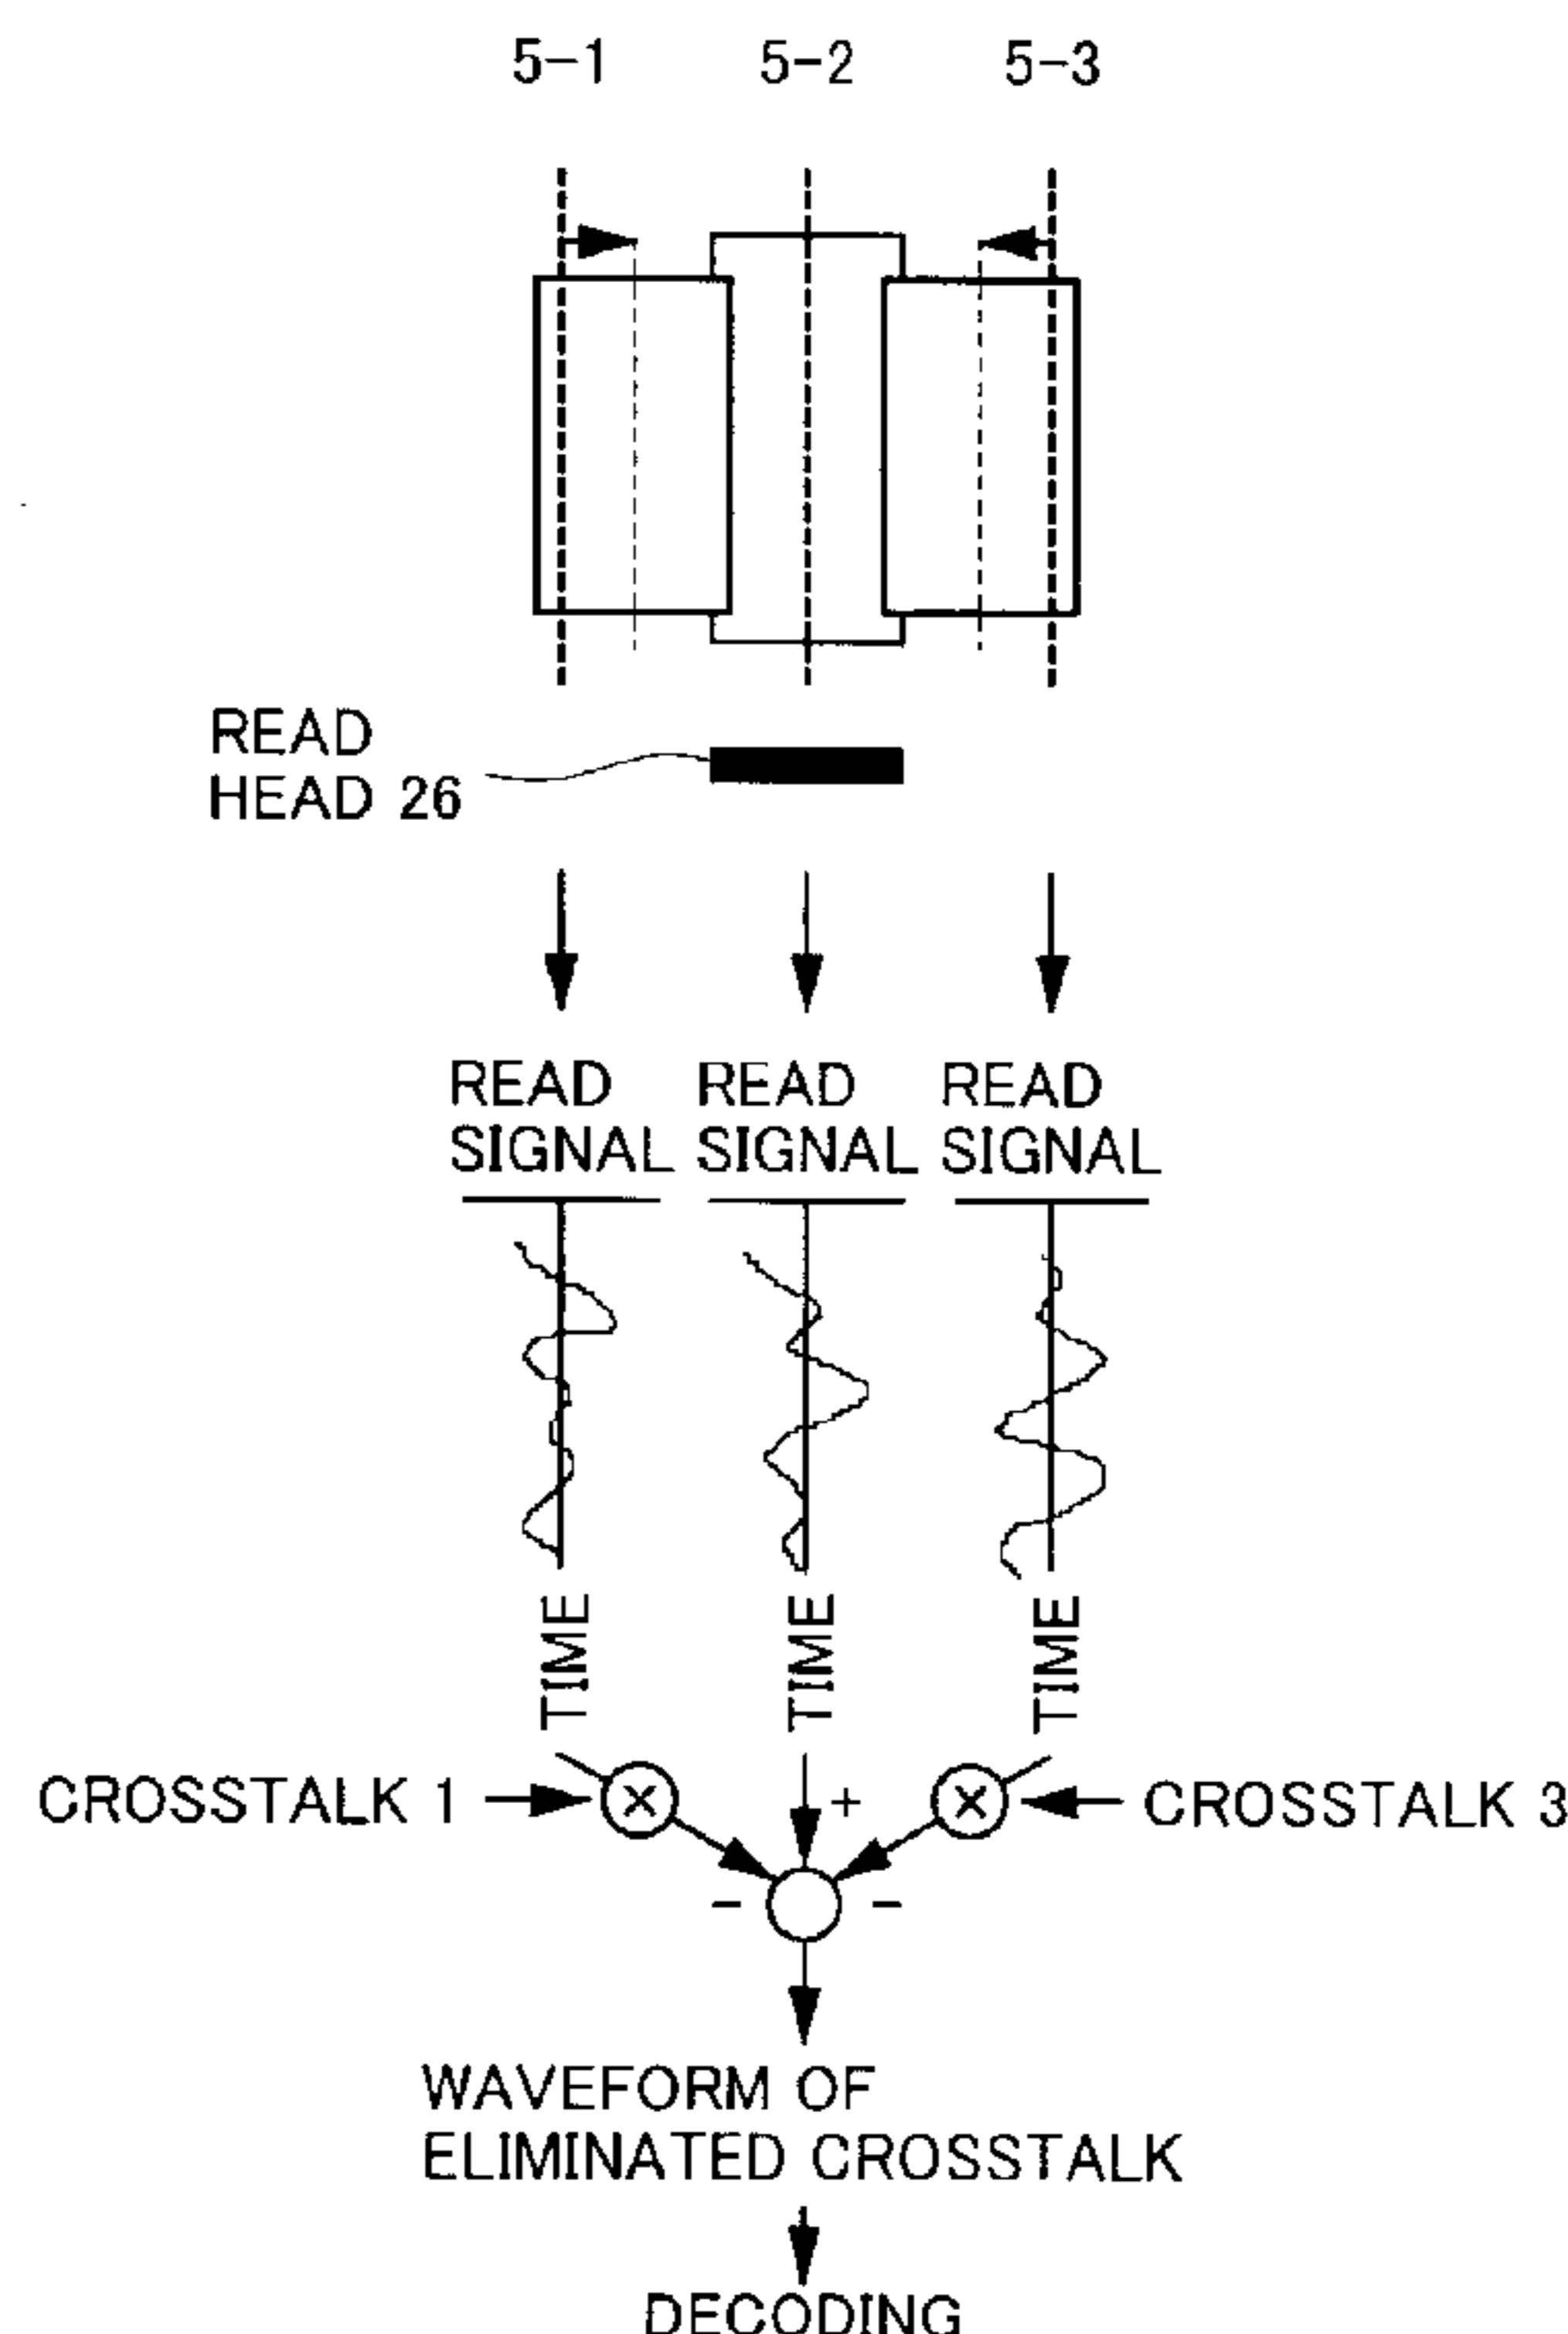 5-1 5-2 5-3
READ
HEAD 26
READ READ READ
SIGNAL SIGNAL SIGNAL
TIME TIME TIME
CROSSTALK 1 + CROSSTALK 3
- -
WAVEFORM OF
ELIMINATED CROSSTALK
DECODING